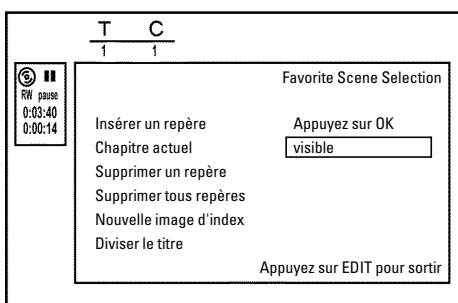 T C
1 1
RW pause
0:03:40
0:00:14
Favorite Scene Selection
Insérer un repère Appuyez sur OK
Chapitre actuel visible
Supprimer un repère
Supprimer tous repères
Nouvelle image d'index
Diviser le titre
Appuyez sur EDIT pour sortir